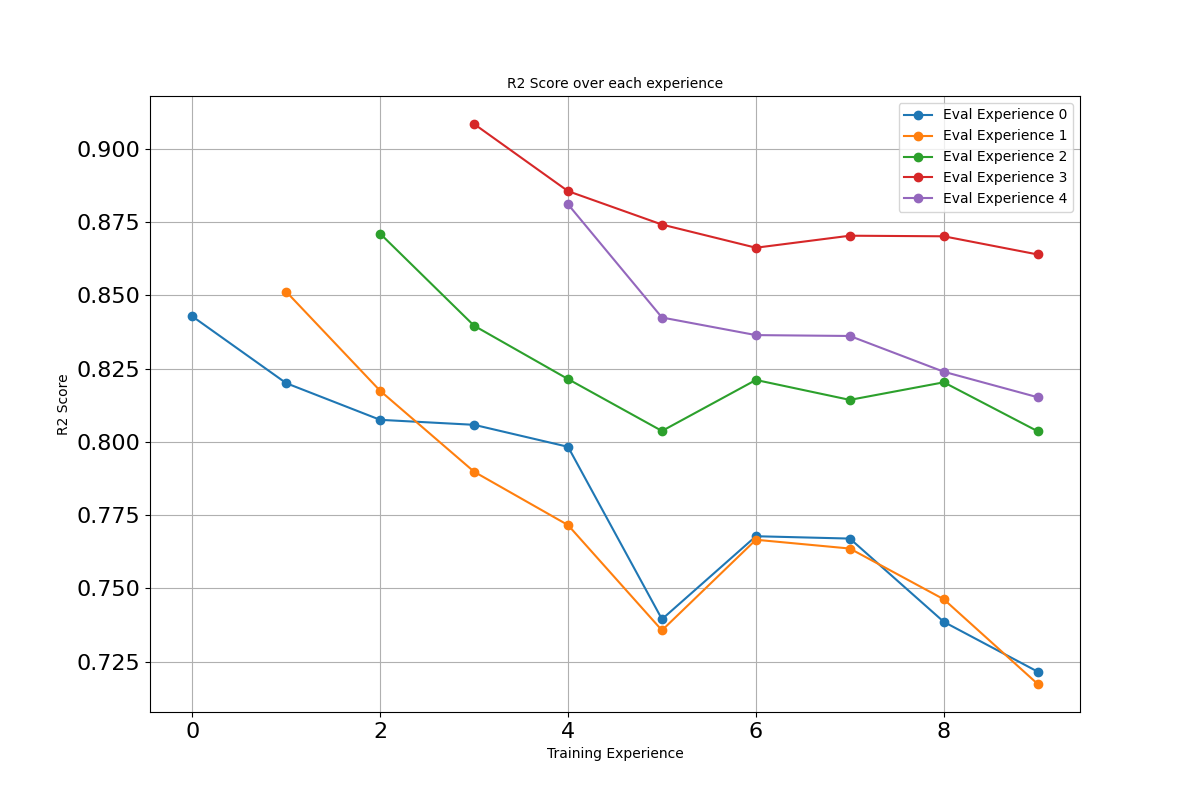 R2 Score over each experience
Eval Experience 0
Eval Experience 1
Eval Experience 2
Eval Experience 3
Eval Experience 4
0.900
0.875
0.850
0.825
0.800
0.775
0.750
0.725
R2 Score
0 2 4 6 8
Training Experience